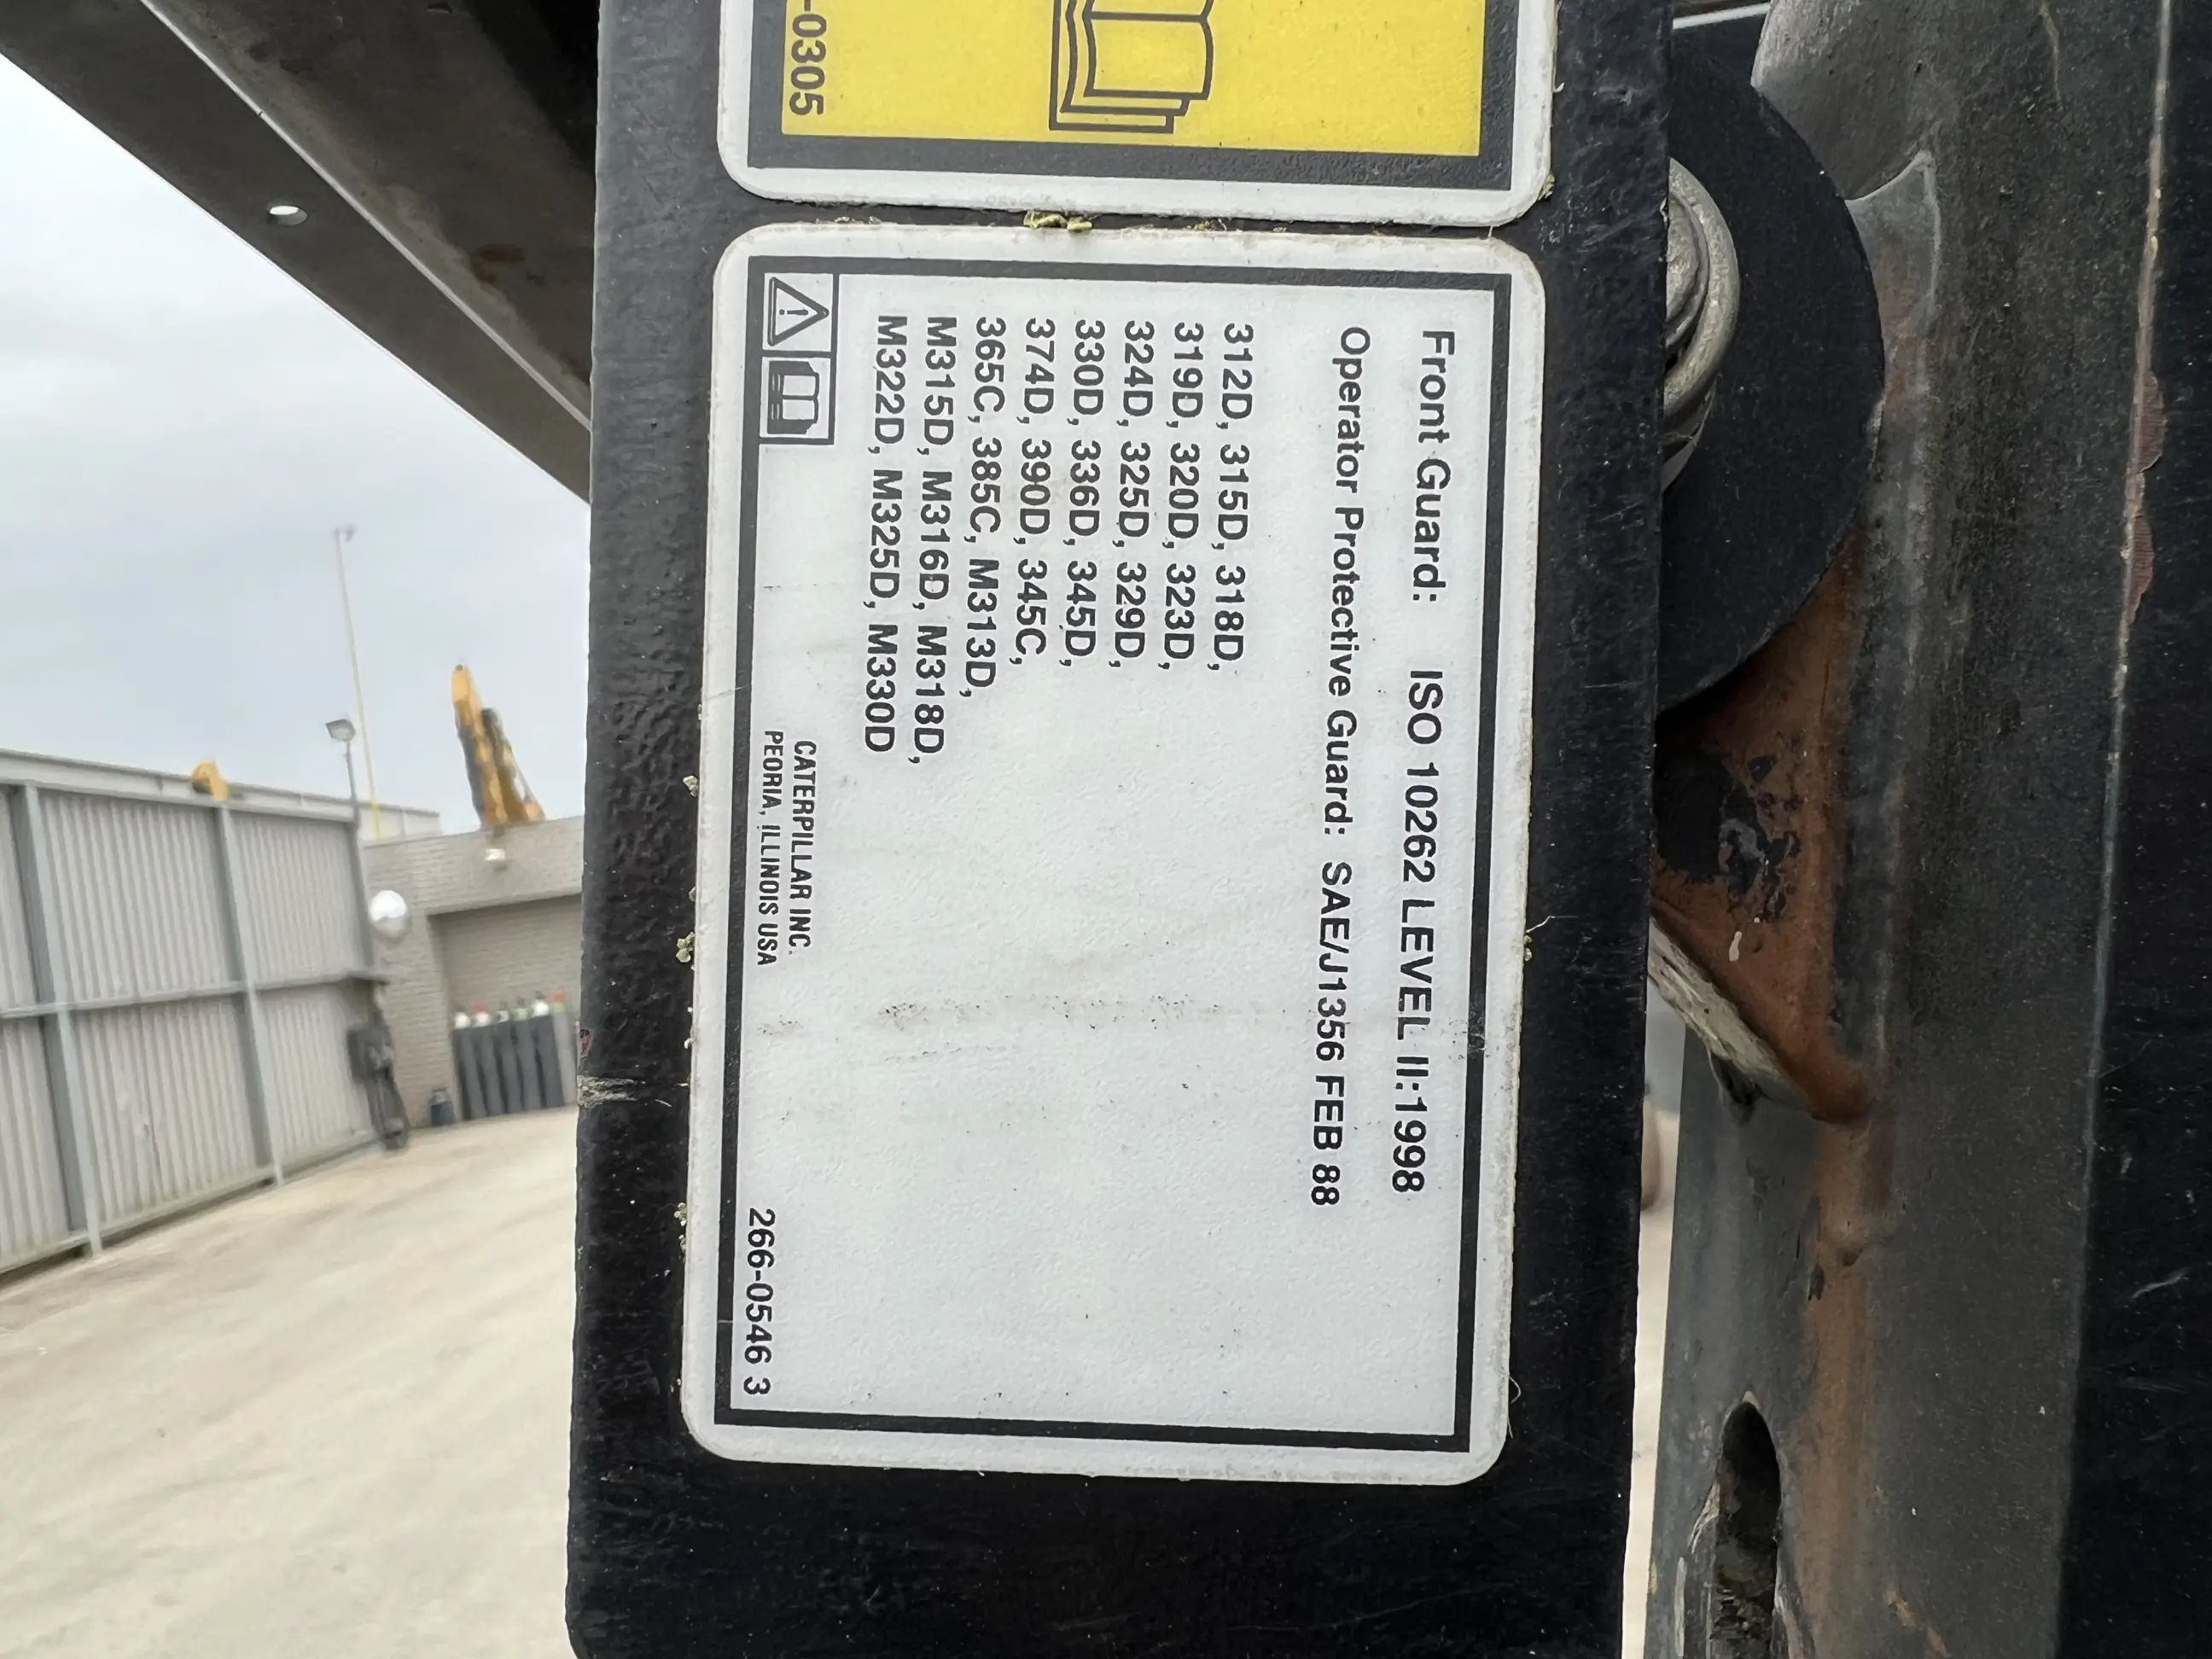 -0305
Front Guard: ISO 10262 LEVEL II:1998
Operator Protective Guard: SAE/J1356 FEB 88
312D, 315D, 318D,
319D, 320D, 323D,
324D, 325D, 329D,
330D, 336D, 345D,
374D, 390D, 345C,
365C, 385C, M313D,
M315D, M316D, M318D,
M322D, M325D, M330D
CATERPILLAR INC.
PEORIA, ILLINOIS USA
266-0546 3